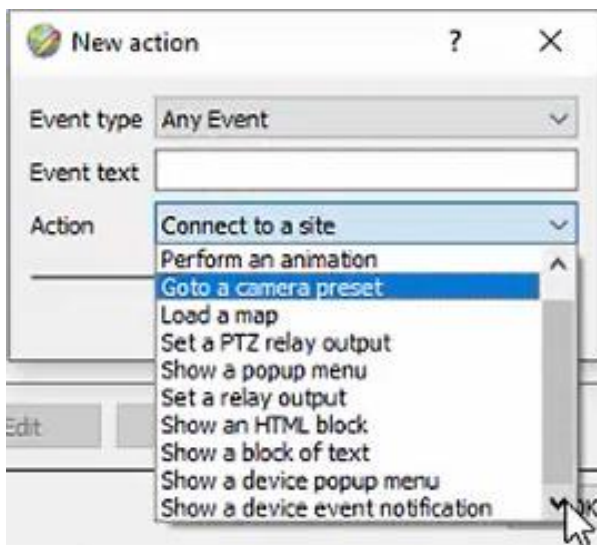 New action ? ×
Event type Any Event
Event text
Action Connect to a site
Perform an animation
Goto a camera preset
Load a map
Set a PTZ relay output
Show a popup menu
Set a relay output
Edit
Show an HTML block
Show a block of text
Show a device popup menu
Show a device event notification